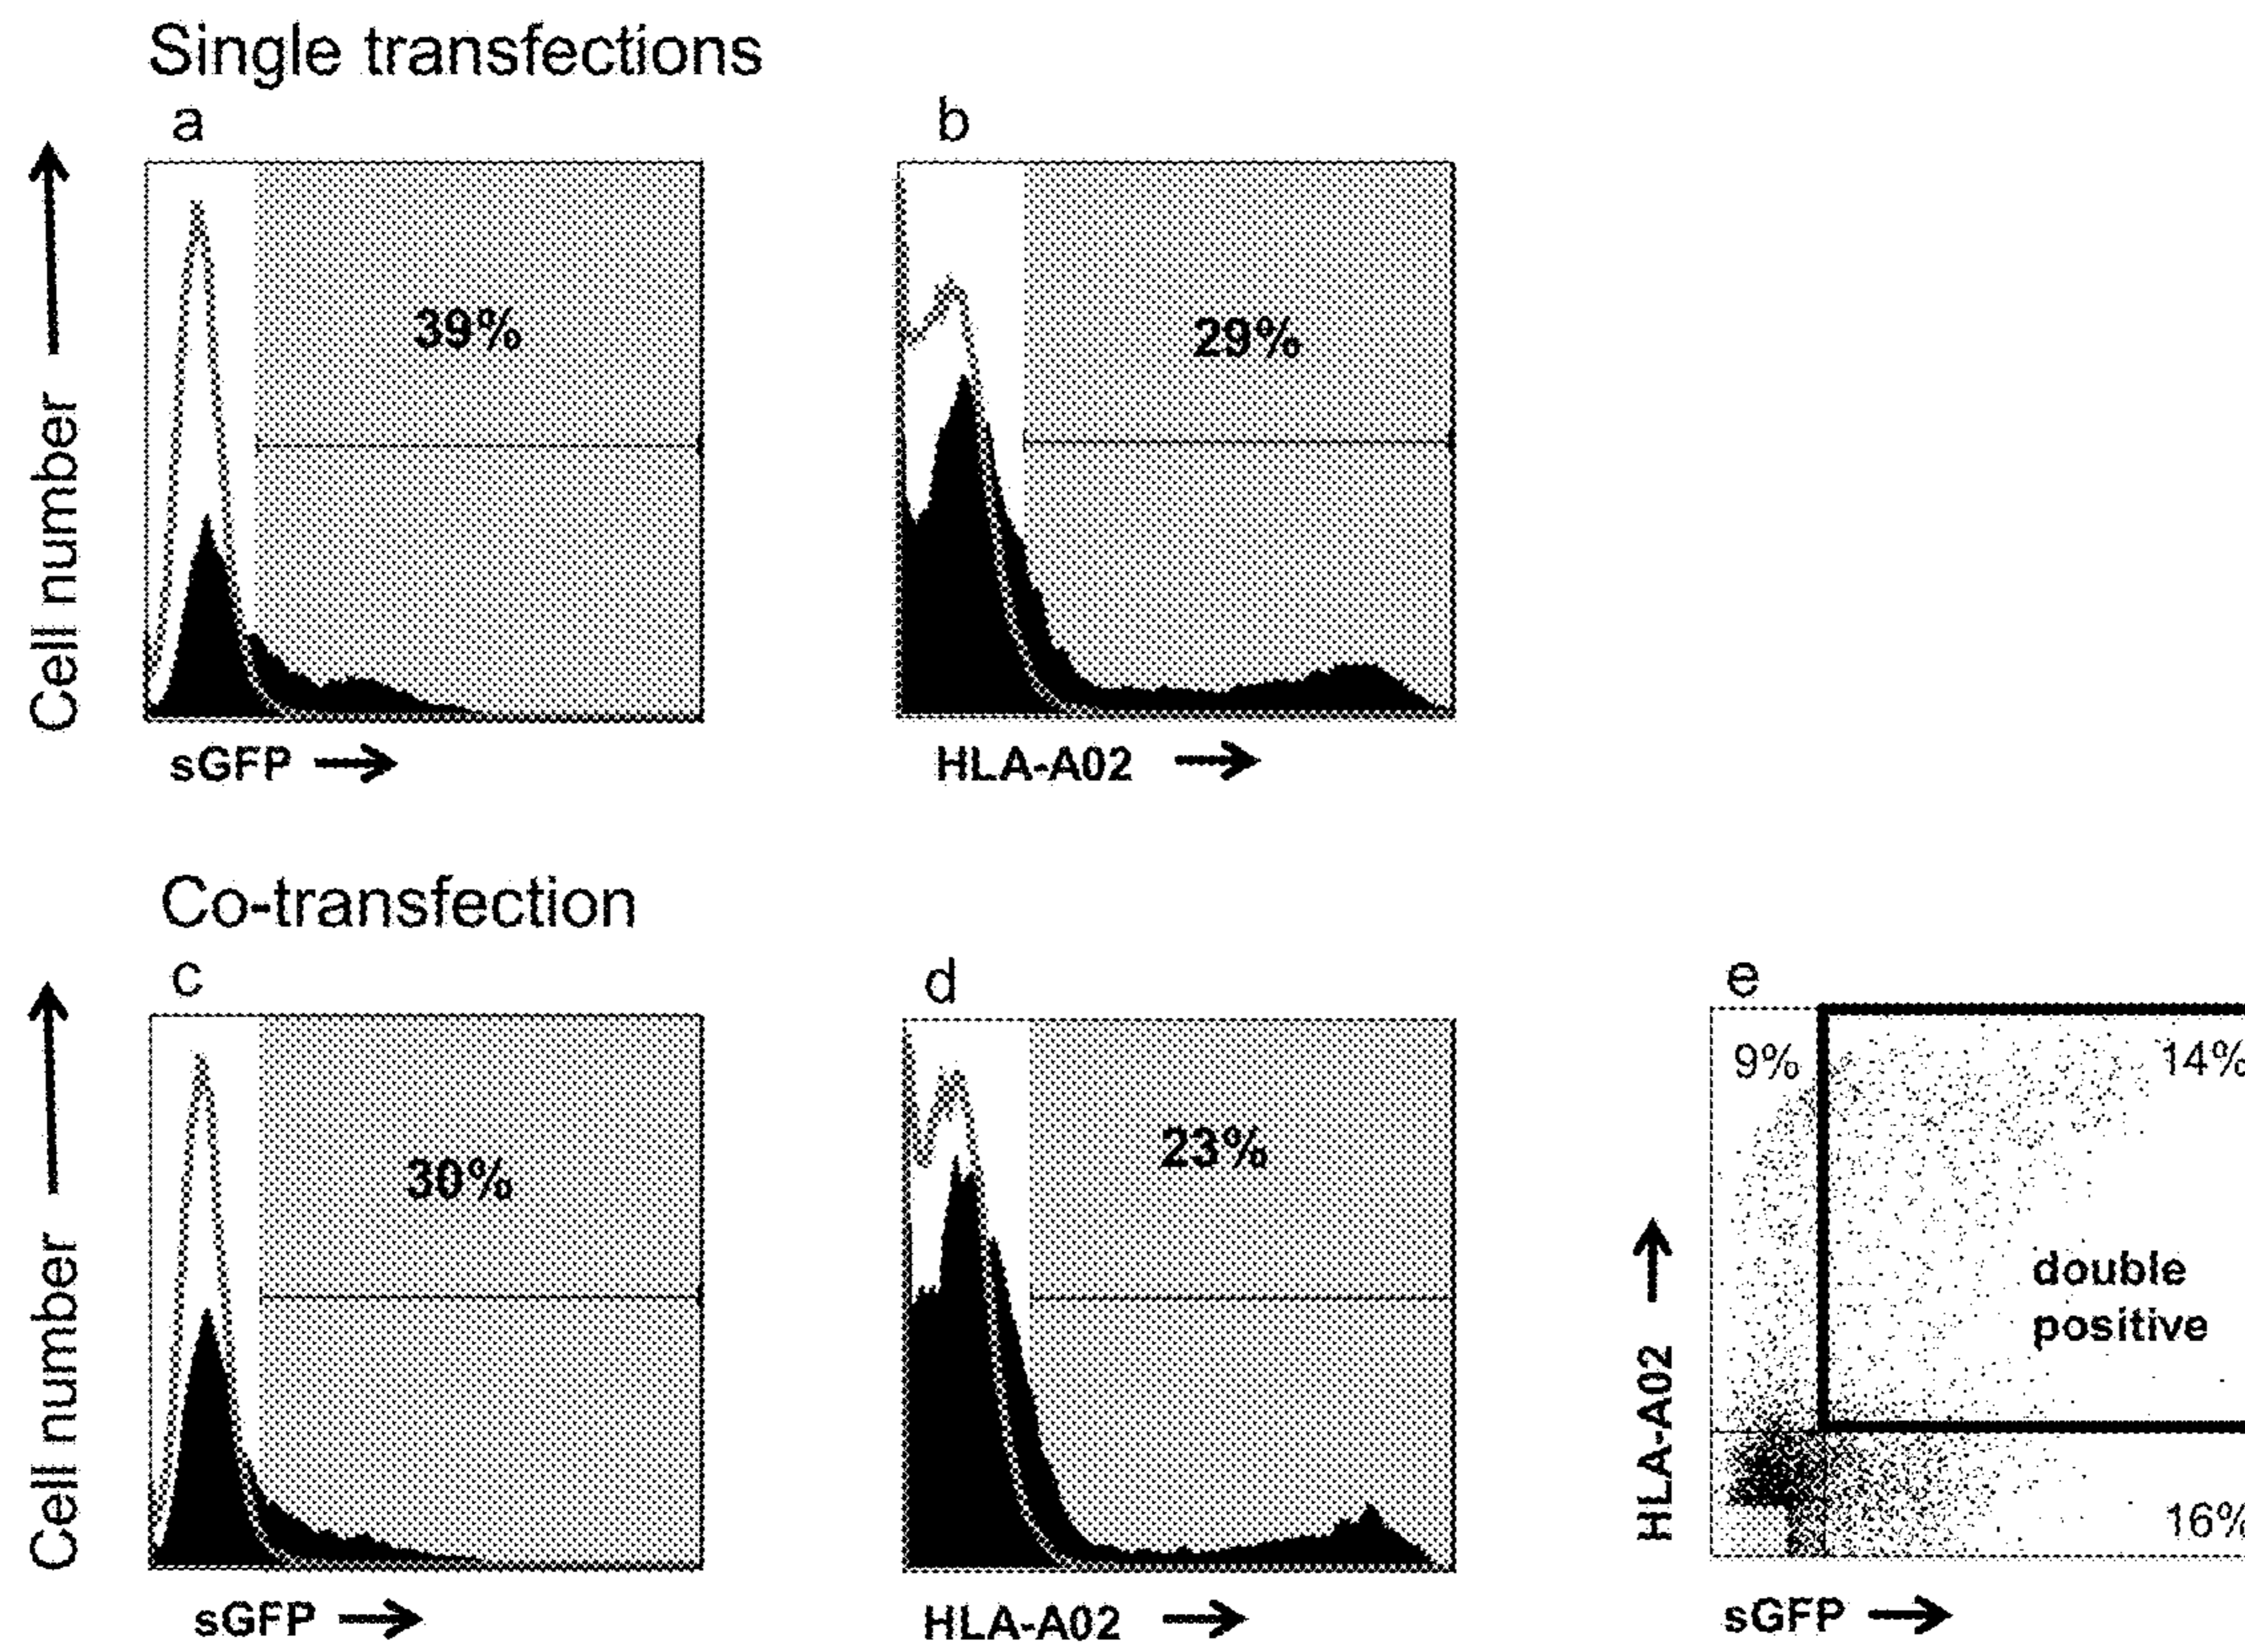 Single transfections
a
b
Cell number
39%
29%
sGFP
HLA-A02
Co-transfection
c
d
e
Cell number
30%
23%
9%
14%
double
positive
16%
HLA-A02
sGFP
HLA-A02
sGFP